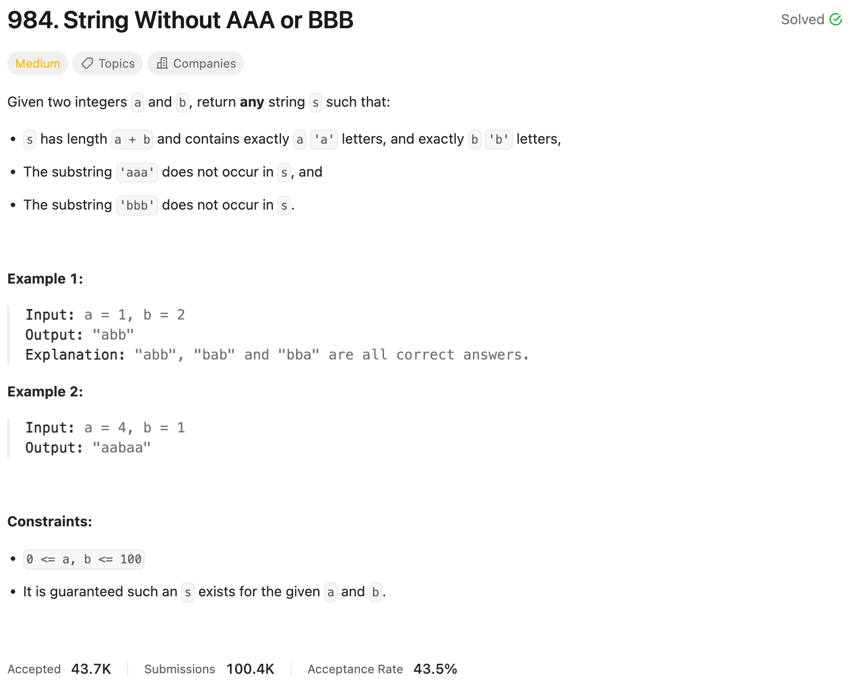 984. String Without AAA or BBB
Solved
Medium
Topics
Companies
Given two integers a and b, return any string s such that:
• s has length a + b and contains exactly a 'a' letters, and exactly b 'b' letters,
• The substring 'aaa' does not occur in s, and
• The substring 'bbb' does not occur in s.
Example 1:
Input: a = 1, b = 2
Output: "abb"
Explanation: "abb", "bab" and "bba" are all correct answers.
Example 2:
Input: a = 4, b = 1
Output: "aabaa"
Constraints:
• 0 <= a, b <= 100
• It is guaranteed such an s exists for the given a and b.
Accepted 43.7K
Submissions 100.4K
Acceptance Rate 43.5%